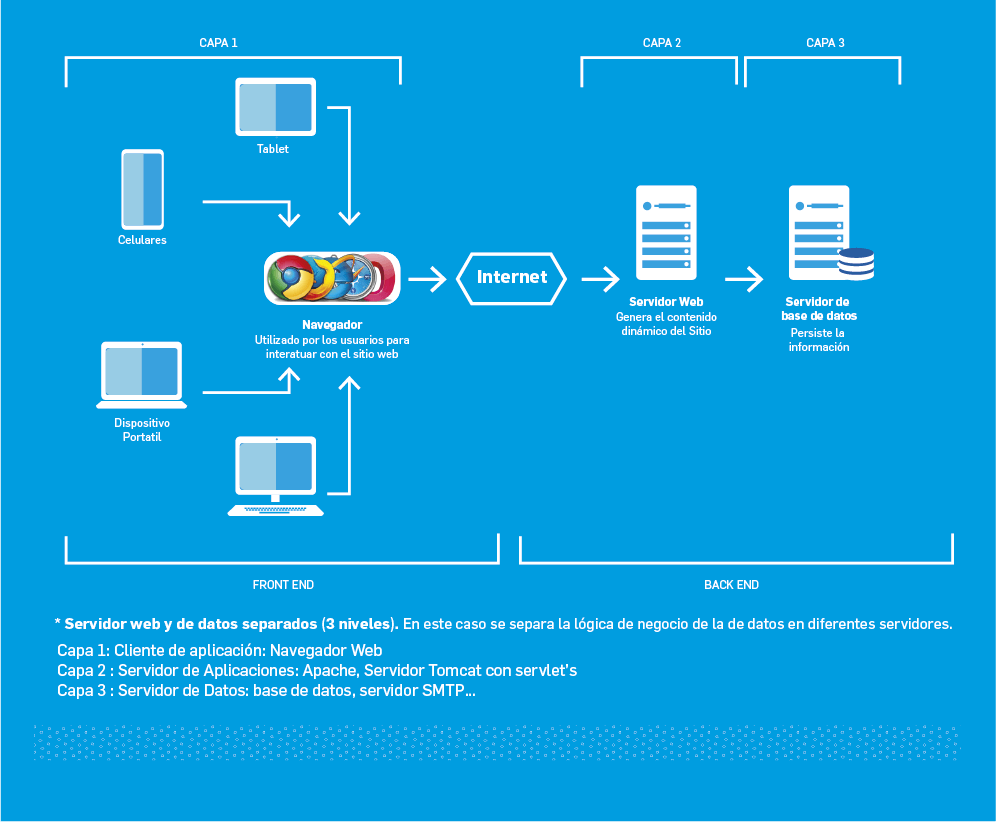 CAPA 1
CAPA 2
CAPA 3
Tablet
Celulares
Internet
Navegador
Utilizado por los usuarios para
interatuar con el sitio web
Servidor Web
Genera el contenido
dinámico del Sitio
Servidor de
base de datos
Persiste la
información
Dispositivo
Portatil
FRONT END
BACK END
* Servidor web y de datos separados (3 niveles). En este caso se separa la lógica de negocio de la de datos en diferentes servidores.
Capa 1: Cliente de aplicación: Navegador Web
Capa 2 : Servidor de Aplicaciones: Apache, Servidor Tomcat con servlet's
Capa 3 : Servidor de Datos: base de datos, servidor SMTP...